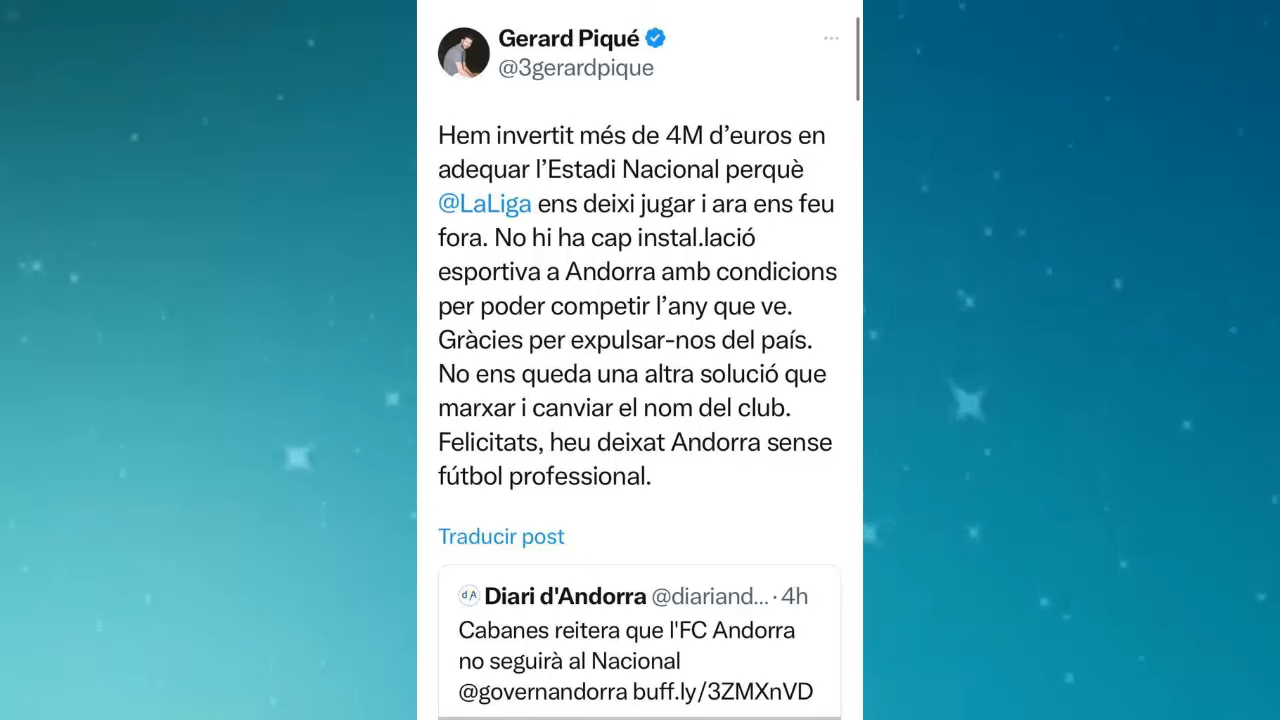 Gerard Piqué
@3gerardpique
Hem invertit més de 4M d’euros en
adequar l’Estadi Nacional perquè
@LaLiga ens deixi jugar i ara ens feu
fora. No hi ha cap instal.lació
esportiva a Andorra amb condicions
per poder competir l’any que ve.
Gràcies per expulsar-nos del país.
No ens queda una altra solució que
marxar i canviar el nom del club.
Felicitats, heu deixat Andorra sense
fútbol professional.
Traducir post
dA Diari d'Andorra @diariand... · 4h
Cabanes reitera que l'FC Andorra
no seguirà al Nacional
@governandorra buff.ly/3ZMXnVD